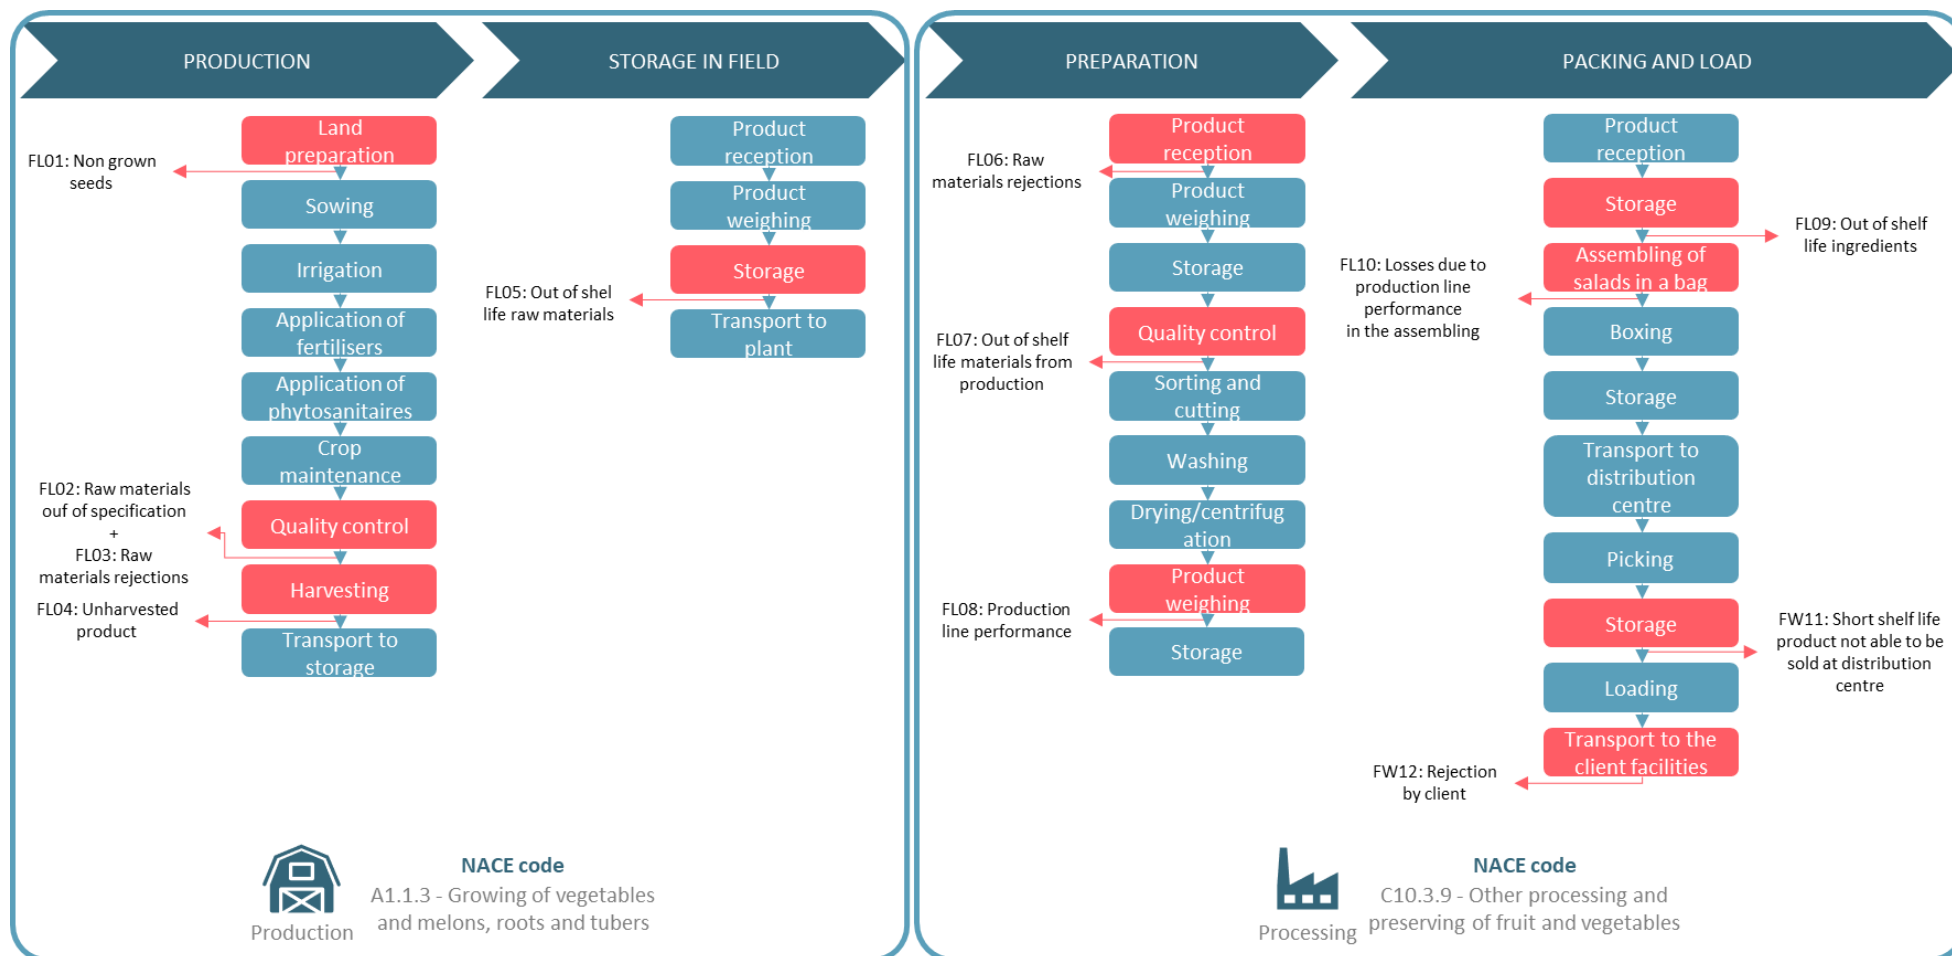 PRODUCTION
STORAGE IN FIELD
PREPARATION
PACKING AND LOAD
Land
preparation
FL01: Non grown
seeds
Sowing
Irrigation
Application of
fertilisers
Application of
phytosanitaires
Crop
maintenance
FL02: Raw materials
ouf of specification
+
FL03: Raw
materials rejections
Quality control
Harvesting
FL04: Unharvested
product
Transport to
storage
Product
reception
Product
weighing
Storage
FL05: Out of shel
life raw materials
Transport to
plant
Product
reception
FL06: Raw
materials rejections
Product
weighing
Storage
Quality control
FL07: Out of shelf
life materials from
production
Sorting and
cutting
Washing
Drying/centrifug
ation
Product
weighing
FL08: Production
line performance
Storage
Product
reception
Storage
FL09: Out of shelf
life ingredients
Assembling of
salads in a bag
FL10: Losses due to
production line
performance
in the assembling
Boxing
Storage
Transport to
distribution
centre
Picking
Storage
FW11: Short shelf life
product not able to be
sold at distribution
centre
Loading
Transport to the
client facilities
FW12: Rejection
by client
Production
NACE code
A1.1.3 - Growing of vegetables
and melons, roots and tubers
Processing
NACE code
C10.3.9 - Other processing and
preserving of fruit and vegetables